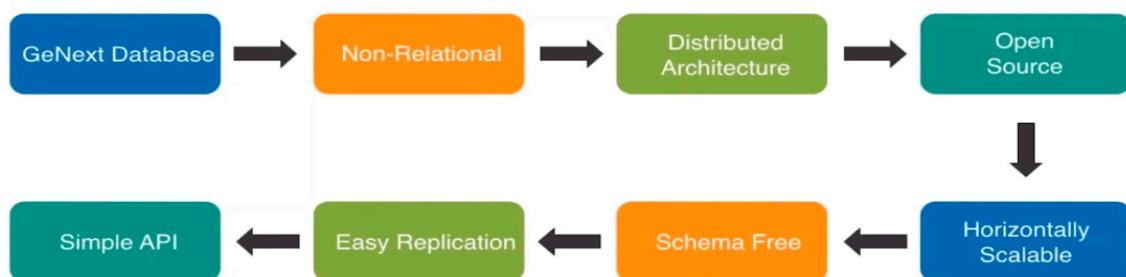 GeNext Database
Non-Relational
Distributed
Architecture
Open
Source
Horizontally
Scalable
Schema Free
Easy Replication
Simple API